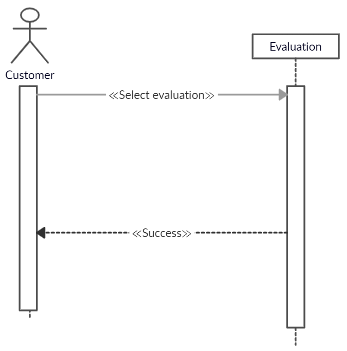 Evaluation
Customer
≪Select evaluation≫
≪Success≫